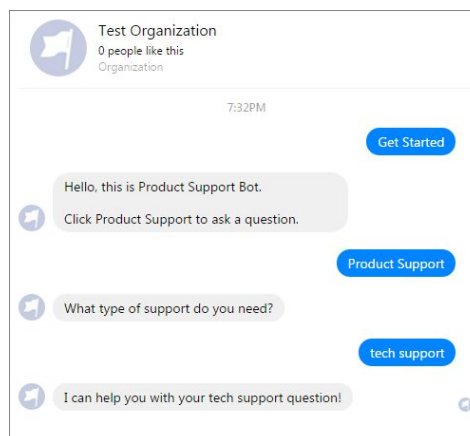 Test Organization
0 people like this
Organization
7:32PM
Get Started
Hello, this is Product Support Bot.
Click Product Support to ask a question.
Product Support
What type of support do you need?
tech support
I can help you with your tech support question!